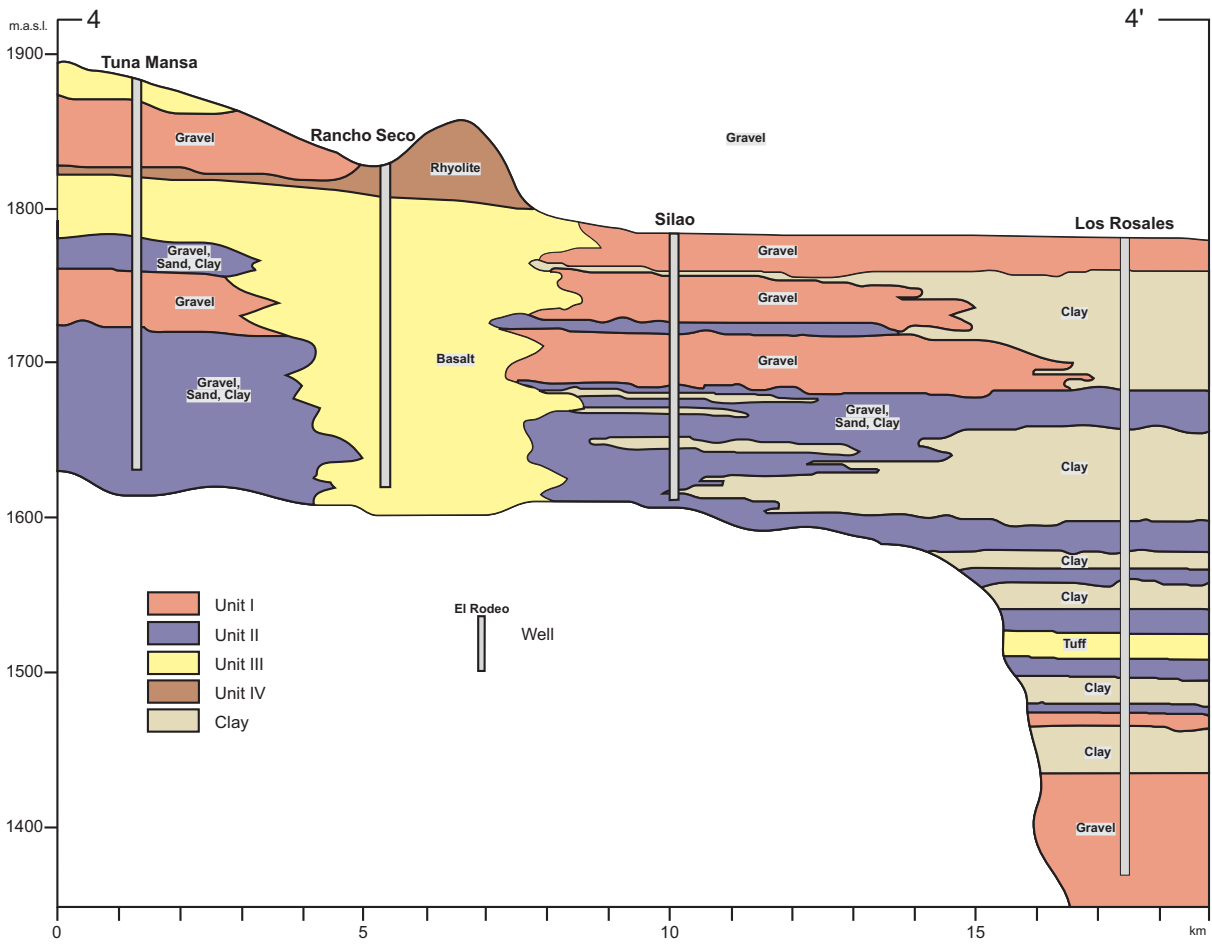 4
4'
m.a.s.l.
1900
Tuna Mansa
Rancho Seco
Gravel
Gravel
Rhyolite
1800
Silao
Los Rosales
Gravel,
Sand, Clay
Gravel
Gravel
Gravel
Clay
1700
Basalt
Gravel
Gravel,
Sand, Clay
Gravel,
Sand, Clay
Clay
1600
Clay
Clay
Unit I
Unit II
Unit III
Unit IV
Clay
El Rodeo
Well
Tuff
1500
Clay
Clay
1400
Gravel
0
5
10
15
km